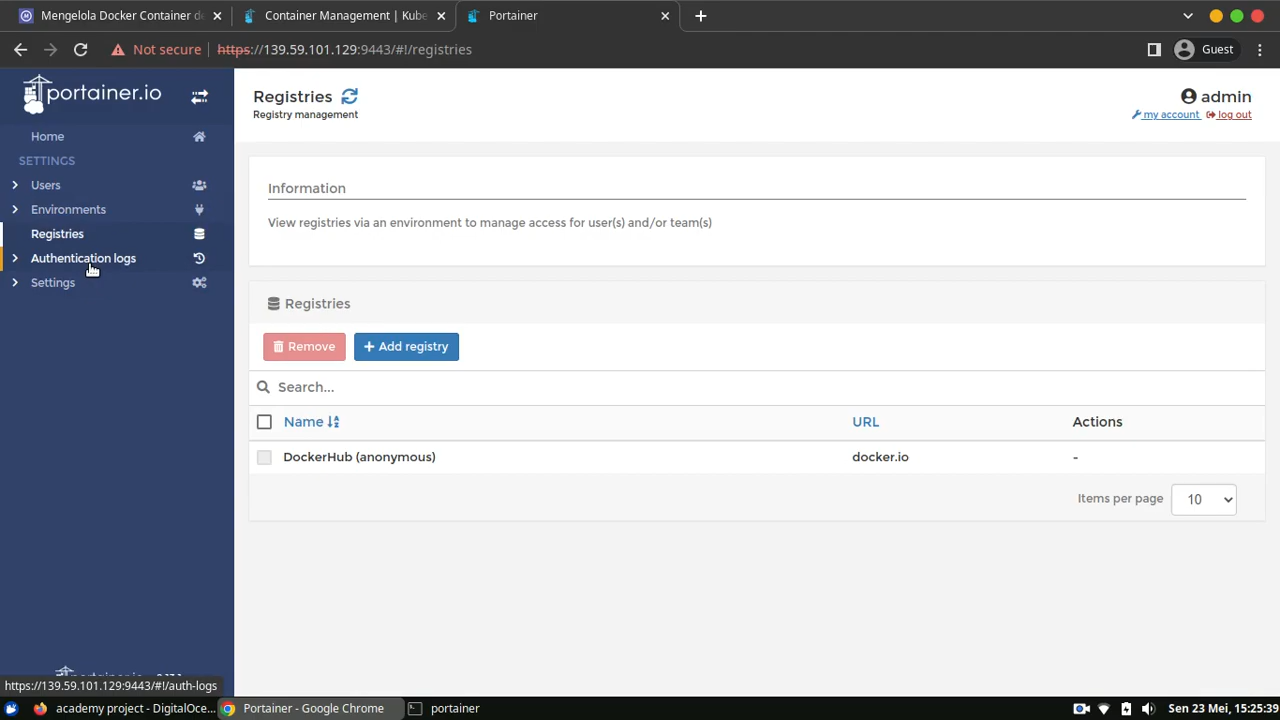 Mengelola Docker Container de
Container Management | Kube
Portainer
Not secure
https://139.59.101.129:9443/#!/registries
Guest
portainer.io
Home
SETTINGS
Users
Environments
Registries
Authentication logs
Settings
Registries
Registry management
admin
my account
log out
Information
View registries via an environment to manage access for user(s) and/or team(s)
Registries
Remove
Add registry
Search...
Name
URL
Actions
DockerHub (anonymous)
docker.io
-
Items per page
10
https://139.59.101.129:9443/#!/auth-logs
academy project - DigitalOce...
Portainer - Google Chrome
portainer
Sen 23 Mei, 15:25:39